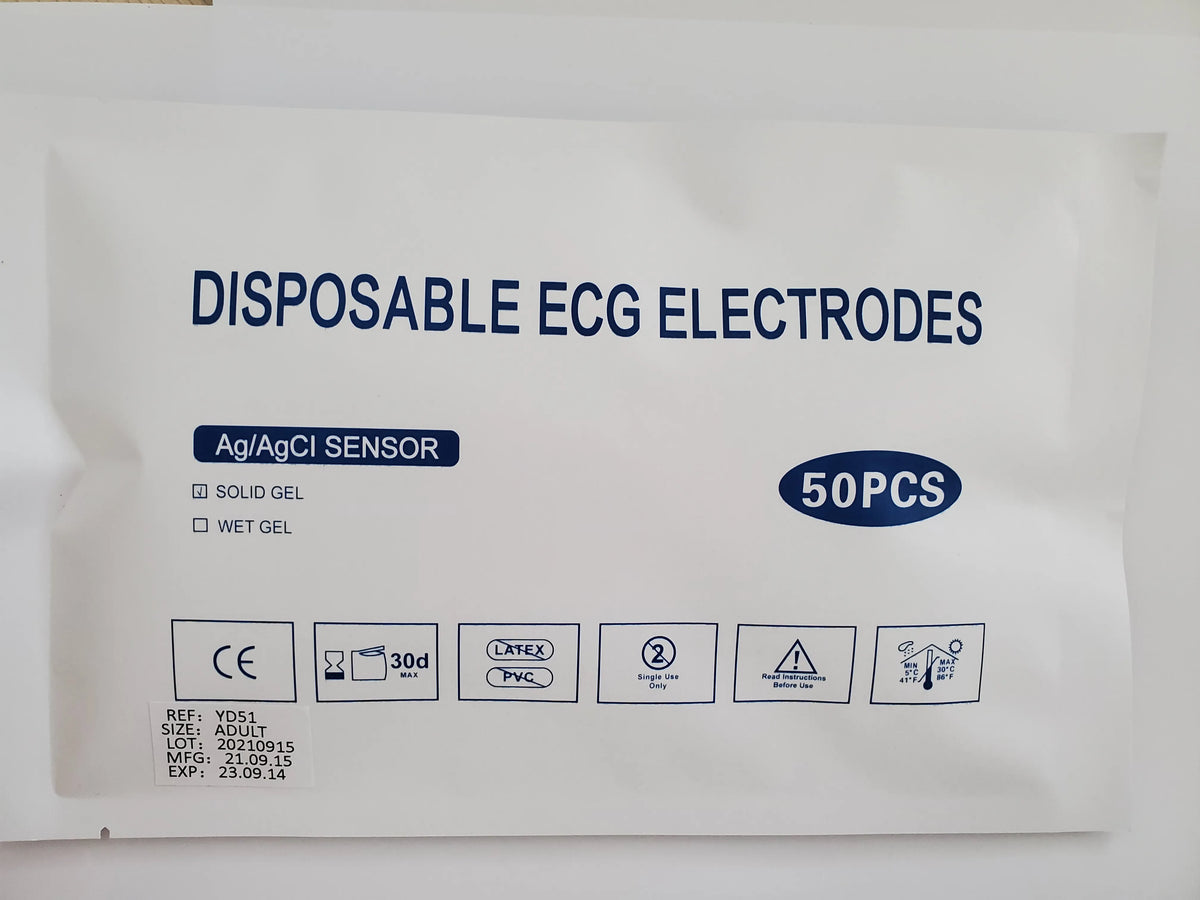 DISPOSABLE ECG ELECTRODES
Ag/AgCl SENSOR
SOLID GEL
WET GEL
50PCS
CE
30d
MAX
LATEX
PVC
2
Single Use
Only
!
Read Instructions
Before Use
MIN
5°C
41°F
MAX
30°C
86°F
REF: YD51
SIZE: ADULT
LOT: 20210915
MFG: 21.09.15
EXP: 23.09.14